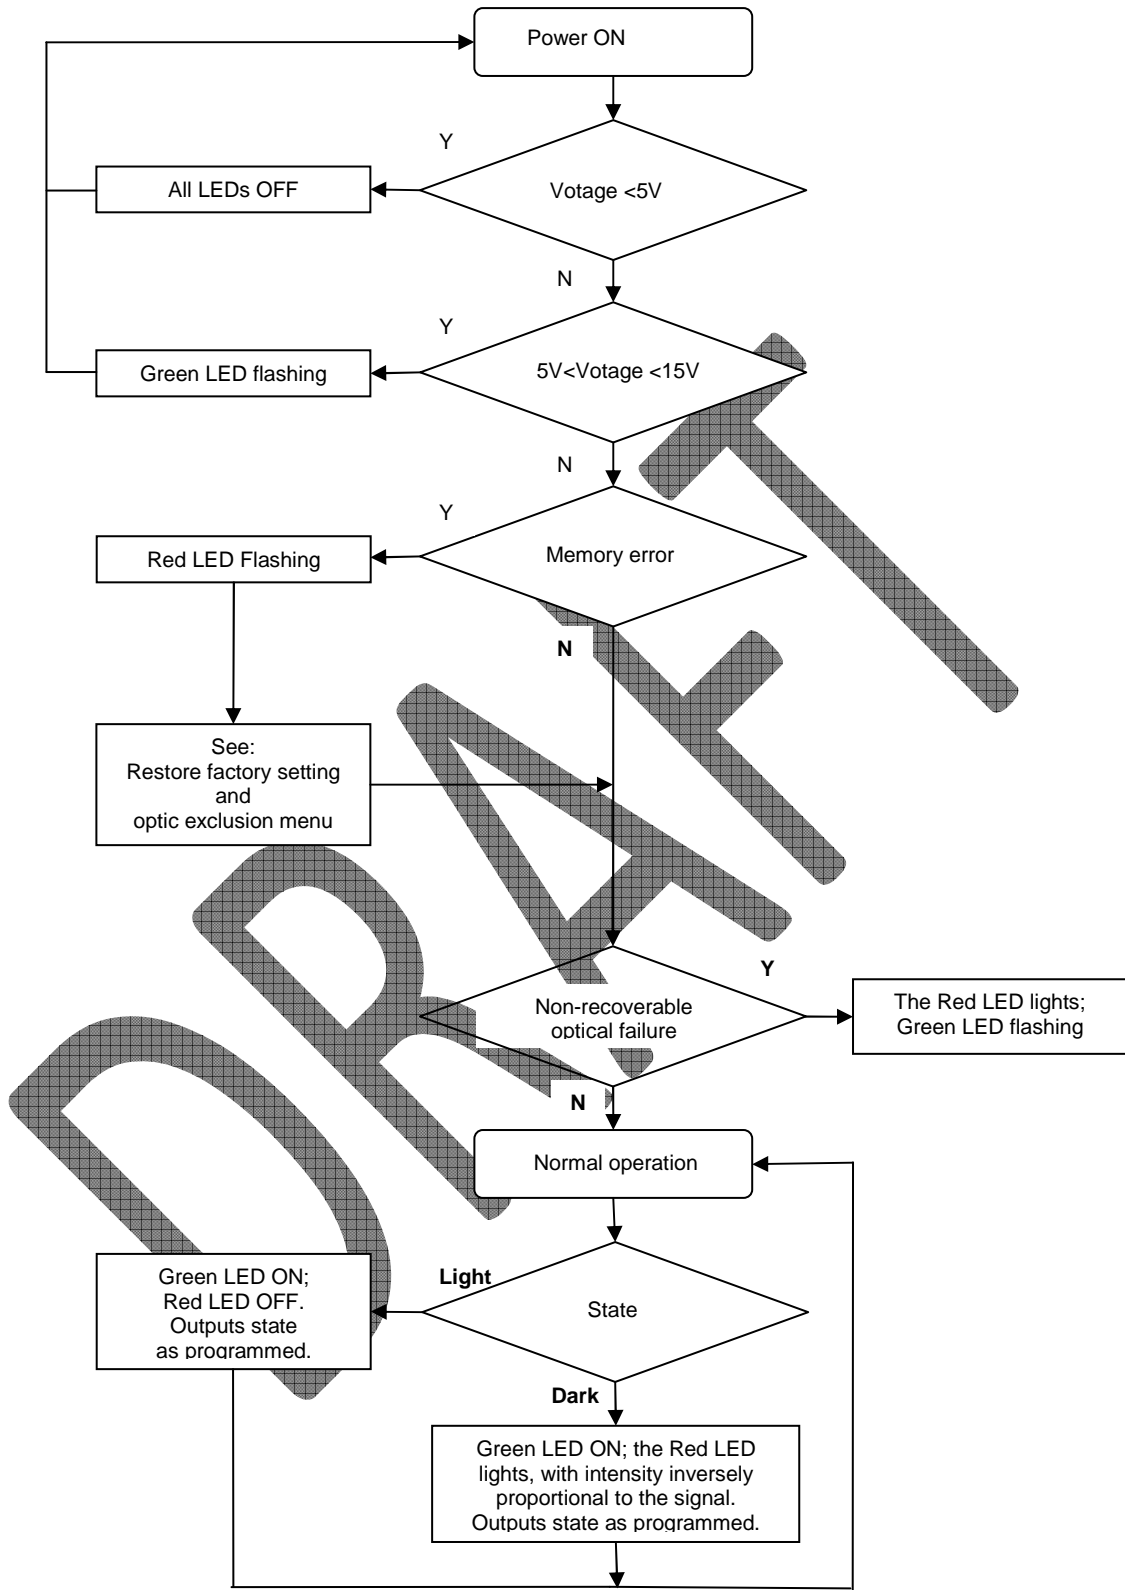 Power ON
Y
All LEDs OFF
Votage <5V
N
Y
Green LED flashing
5V<Votage <15V
N
Y
Red LED Flashing
Memory error
N
See:
Restore factory setting
and
optic exclusion menu
Y
Non-recoverable
optical failure
The Red LED lights;
Green LED flashing
N
Normal operation
Light
Green LED ON;
Red LED OFF.
Outputs state
as programmed.
State
Dark
Green LED ON; the Red LED
lights, with intensity inversely
proportional to the signal.
Outputs state as programmed.
DRAFT